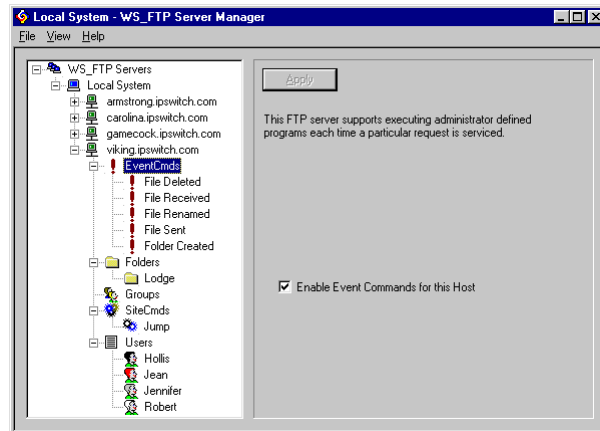 Local System - WS_FTP Server Manager
File View Help
WS_FTP Servers
Local System
armstrong.ipswitch.com
carolina.ipswitch.com
gamecock.ipswitch.com
viking.ipswitch.com
EventCmds
File Deleted
File Received
File Renamed
File Sent
Folder Created
Folders
Lodge
Groups
SiteCmds
Jump
Users
Hollis
Jean
Jennifer
Robert
Apply
This FTP server supports executing administrator defined
programs each time a particular request is serviced.
Enable Event Commands for this Host